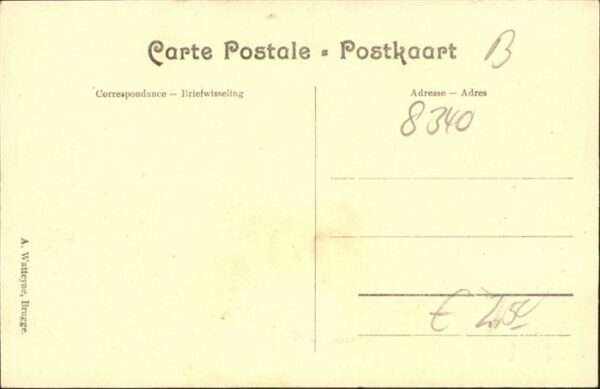 Carte Postale - Postkaart B
Correspondance — Briefwisseling
Adresse — Adres
8340
A. Watteyne, Brugge.
€